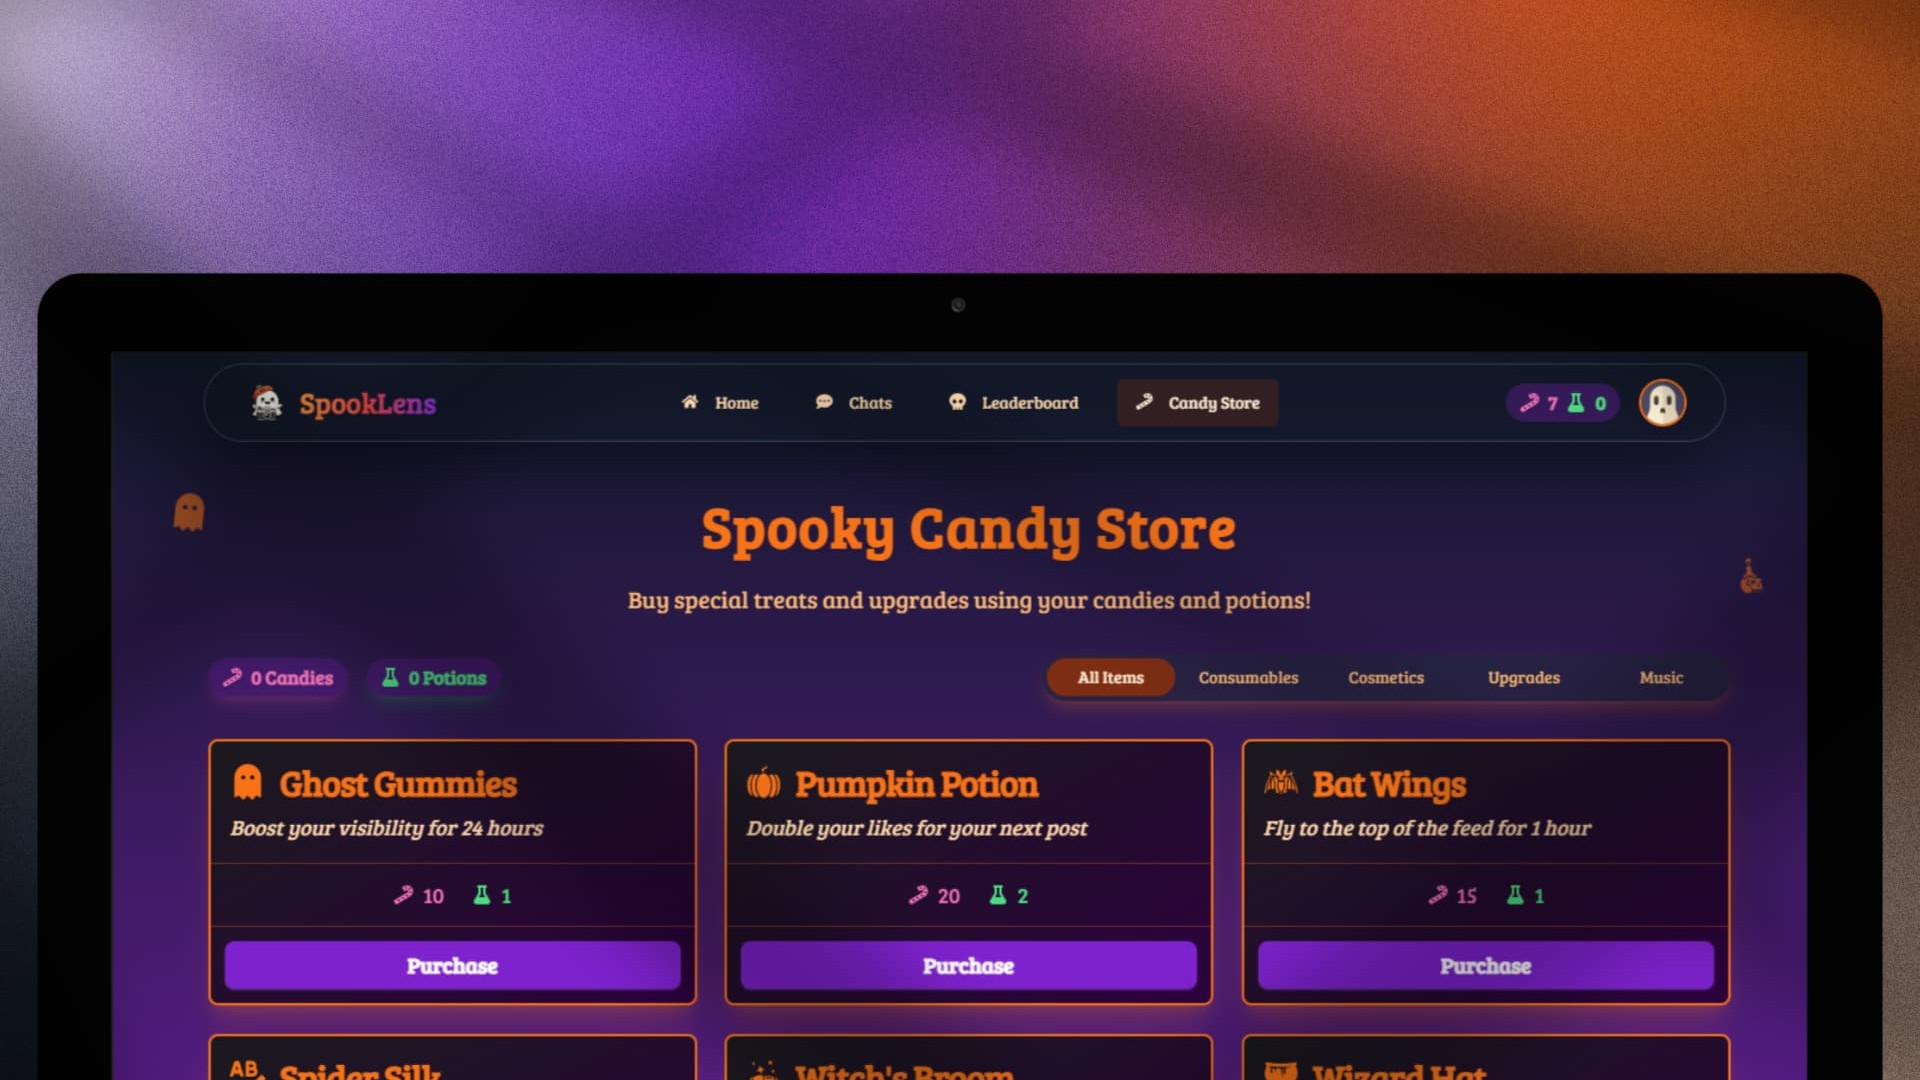 SpookLens
Home
Chats
Leaderboard
Candy Store
7
0
Spooky Candy Store
Buy special treats and upgrades using your candies and potions!
0 Candies
0 Potions
All Items
Consumables
Cosmetics
Upgrades
Music
Ghost Gummies
Boost your visibility for 24 hours
10
1
Purchase
Pumpkin Potion
Double your likes for your next post
20
2
Purchase
Bat Wings
Fly to the top of the feed for 1 hour
15
1
Purchase
AB
Spider Silk
Witch's Broom
Wizard Hat